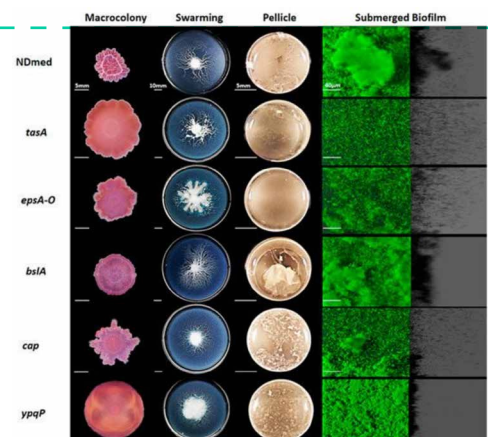 Macrocolony Swarming Pellicle Submerged Biofilm
NDmed
5mm 10mm 5mm 40µm
tasA
epsA-O
bslA
cap
ypqP